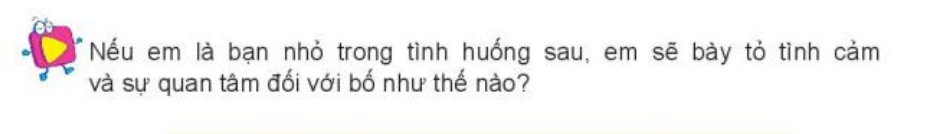 Nếu em là bạn nhỏ trong tình huống sau, em sẽ bày tỏ tình cảm
và sự quan tâm đối với bố như thế nào?